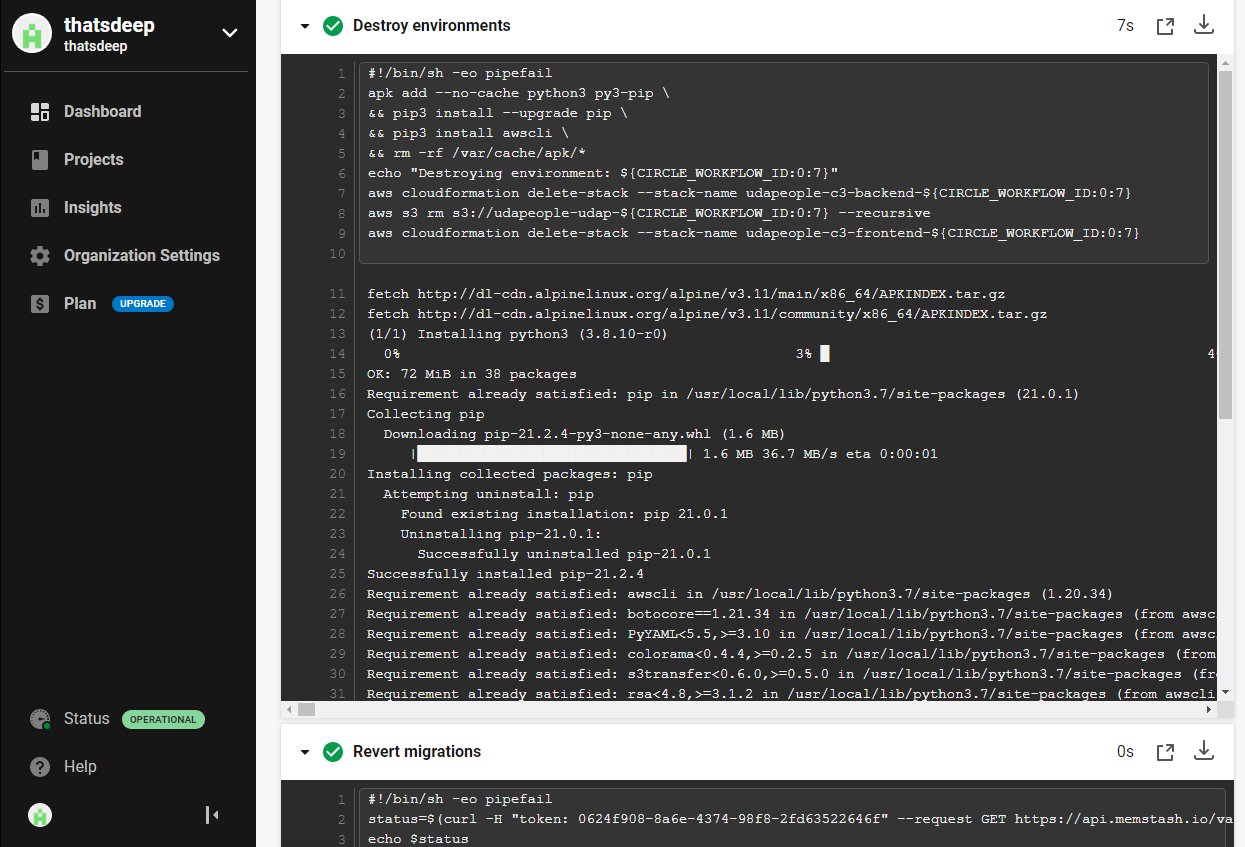 thatsdeep
thatsdeep
Dashboard
Projects
Insights
Organization Settings
Plan UPGRADE
Status OPERATIONAL
Help
Destroy environments 7s
1 #!/bin/sh -eo pipefail
2 apk add --no-cache python3 py3-pip \
3 && pip3 install --upgrade pip \
4 && pip3 install awscli \
5 && rm -rf /var/cache/apk/*
6 echo "Destroying environment: ${CIRCLE_WORKFLOW_ID:0:7}"
7 aws cloudformation delete-stack --stack-name udapeople-c3-backend-${CIRCLE_WORKFLOW_ID:0:7}
8 aws s3 rm s3://udapeople-udap-${CIRCLE_WORKFLOW_ID:0:7} --recursive
9 aws cloudformation delete-stack --stack-name udapeople-c3-frontend-${CIRCLE_WORKFLOW_ID:0:7}
10
11 fetch http://dl-cdn.alpinelinux.org/alpine/v3.11/main/x86_64/APKINDEX.tar.gz
12 fetch http://dl-cdn.alpinelinux.org/alpine/v3.11/community/x86_64/APKINDEX.tar.gz
13 (1/1) Installing python3 (3.8.10-r0)
14 0% 3% █ 4
15 OK: 72 MiB in 38 packages
16 Requirement already satisfied: pip in /usr/local/lib/python3.7/site-packages (21.0.1)
17 Collecting pip
18 Downloading pip-21.2.4-py3-none-any.whl (1.6 MB)
19 |████████████████████████████████| 1.6 MB 36.7 MB/s eta 0:00:01
20 Installing collected packages: pip
21 Attempting uninstall: pip
22 Found existing installation: pip 21.0.1
23 Uninstalling pip-21.0.1:
24 Successfully uninstalled pip-21.0.1
25 Successfully installed pip-21.2.4
26 Requirement already satisfied: awscli in /usr/local/lib/python3.7/site-packages (1.20.34)
27 Requirement already satisfied: botocore==1.21.34 in /usr/local/lib/python3.7/site-packages (from awsc
28 Requirement already satisfied: PyYAML<5.5,>=3.10 in /usr/local/lib/python3.7/site-packages (from awsc
29 Requirement already satisfied: colorama<0.4.4,>=0.2.5 in /usr/local/lib/python3.7/site-packages (from
30 Requirement already satisfied: s3transfer<0.6.0,>=0.5.0 in /usr/local/lib/python3.7/site-packages (fr
31 Requirement already satisfied: rsa<4.8,>=3.1.2 in /usr/local/lib/python3.7/site-packages (from awscli
Revert migrations 0s
1 #!/bin/sh -eo pipefail
2 status=$(curl -H "token: 0624f908-8a6e-4374-98f8-2fd63522646f" --request GET https://api.memstash.io/va
3 echo $status